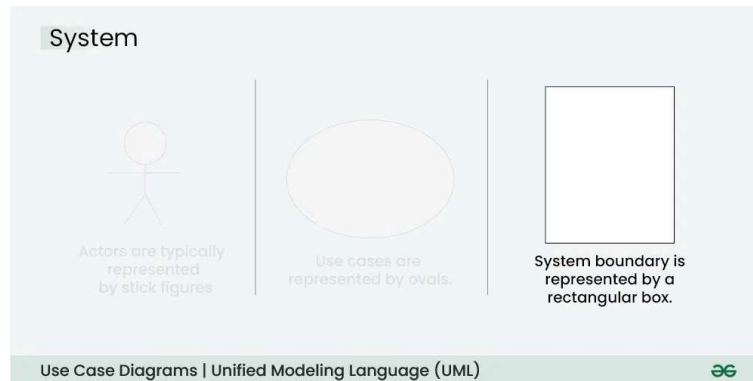 System
Actors are typically
represented
by stick figures
Use cases are
represented by ovals.
System boundary is
represented by a
rectangular box.
Use Case Diagrams | Unified Modeling Language (UML)